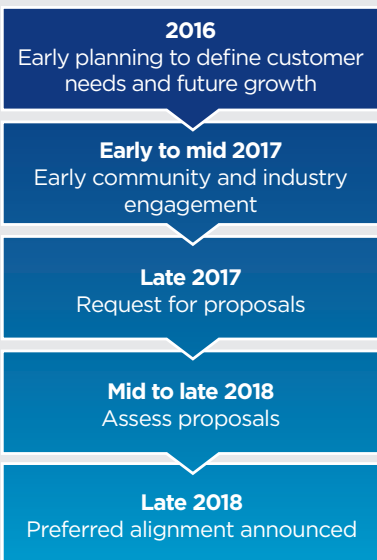 2016
Early planning to define customer
needs and future growth
Early to mid 2017
Early community and industry
engagement
Late 2017
Request for proposals
Mid to late 2018
Assess proposals
Late 2018
Preferred alignment announced